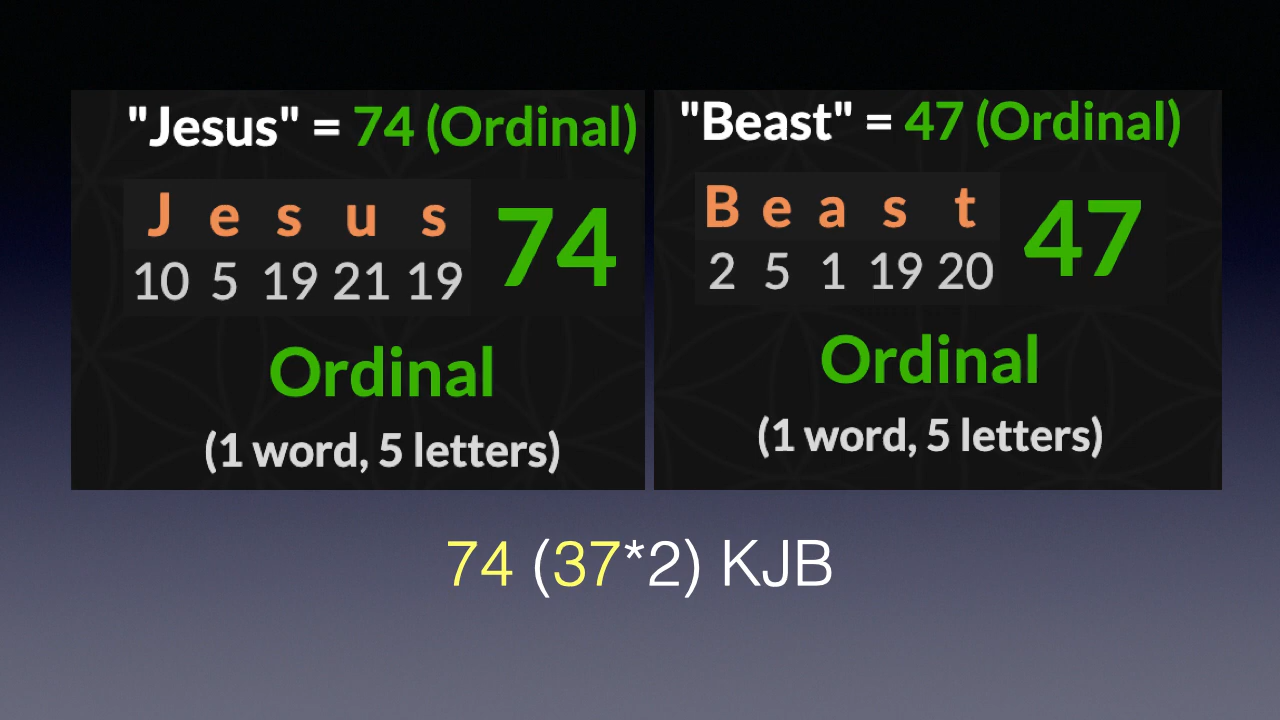 "Jesus" = 74 (Ordinal)
J e s u s
10 5 19 21 19
74
Ordinal
(1 word, 5 letters)
"Beast" = 47 (Ordinal)
B e a s t
2 5 1 19 20
47
Ordinal
(1 word, 5 letters)
74 (37*2) KJB